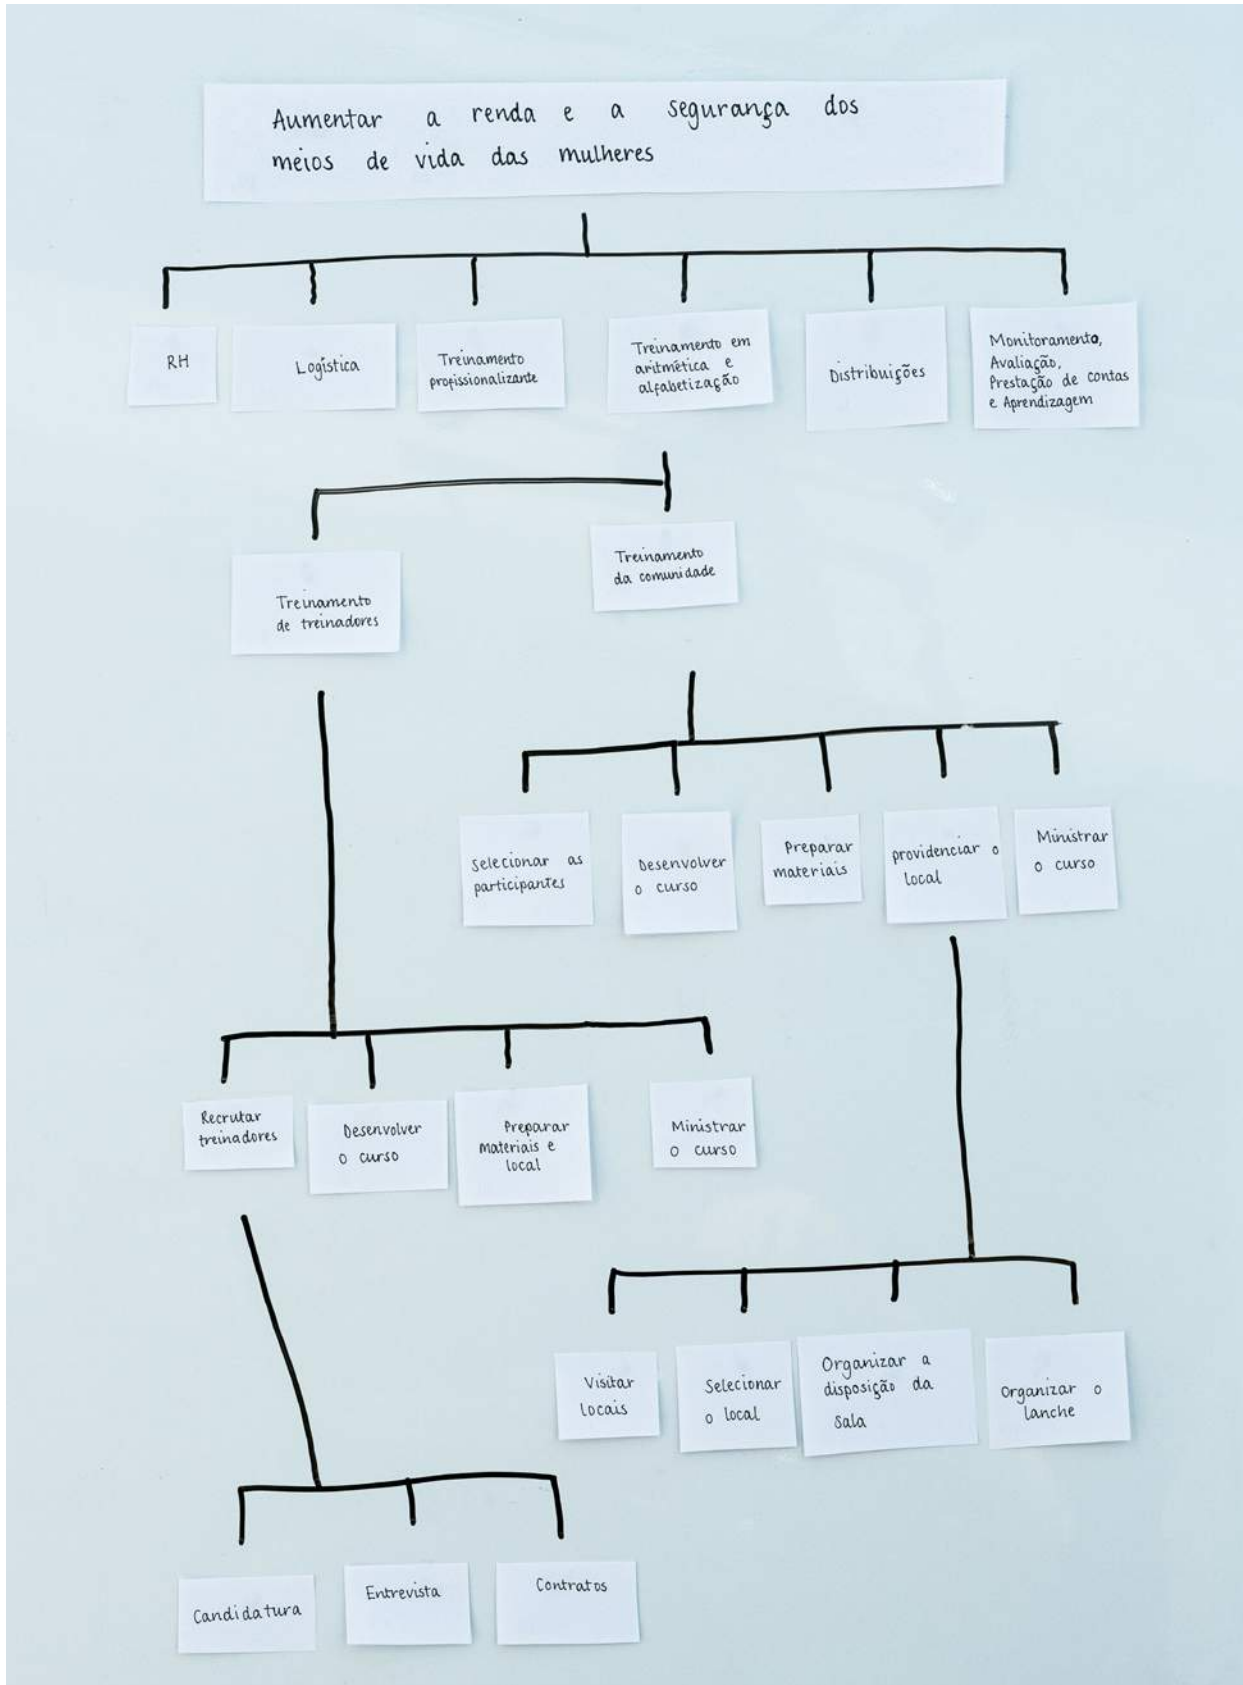 Aumentar a renda e a segurança dos
meios de vida das mulheres
RH
Logística
Treinamento
profissionalizante
Treinamento em
aritmética e
alfabetização
Distribuições
Monitoramento,
Avaliação,
Prestação de contas
e Aprendizagem
Treinamento
de treinadores
Treinamento
da comunidade
Selecionar as
participantes
Desenvolver
o curso
Preparar
materiais
providenciar o
local
Ministrar
o curso
Recrutar
treinadores
Desenvolver
o curso
Preparar
materiais e
local
Ministrar
o curso
Visitar
locais
Selecionar
o local
Organizar a
disposição da
sala
Organizar o
lanche
Candidatura
Entrevista
Contratos